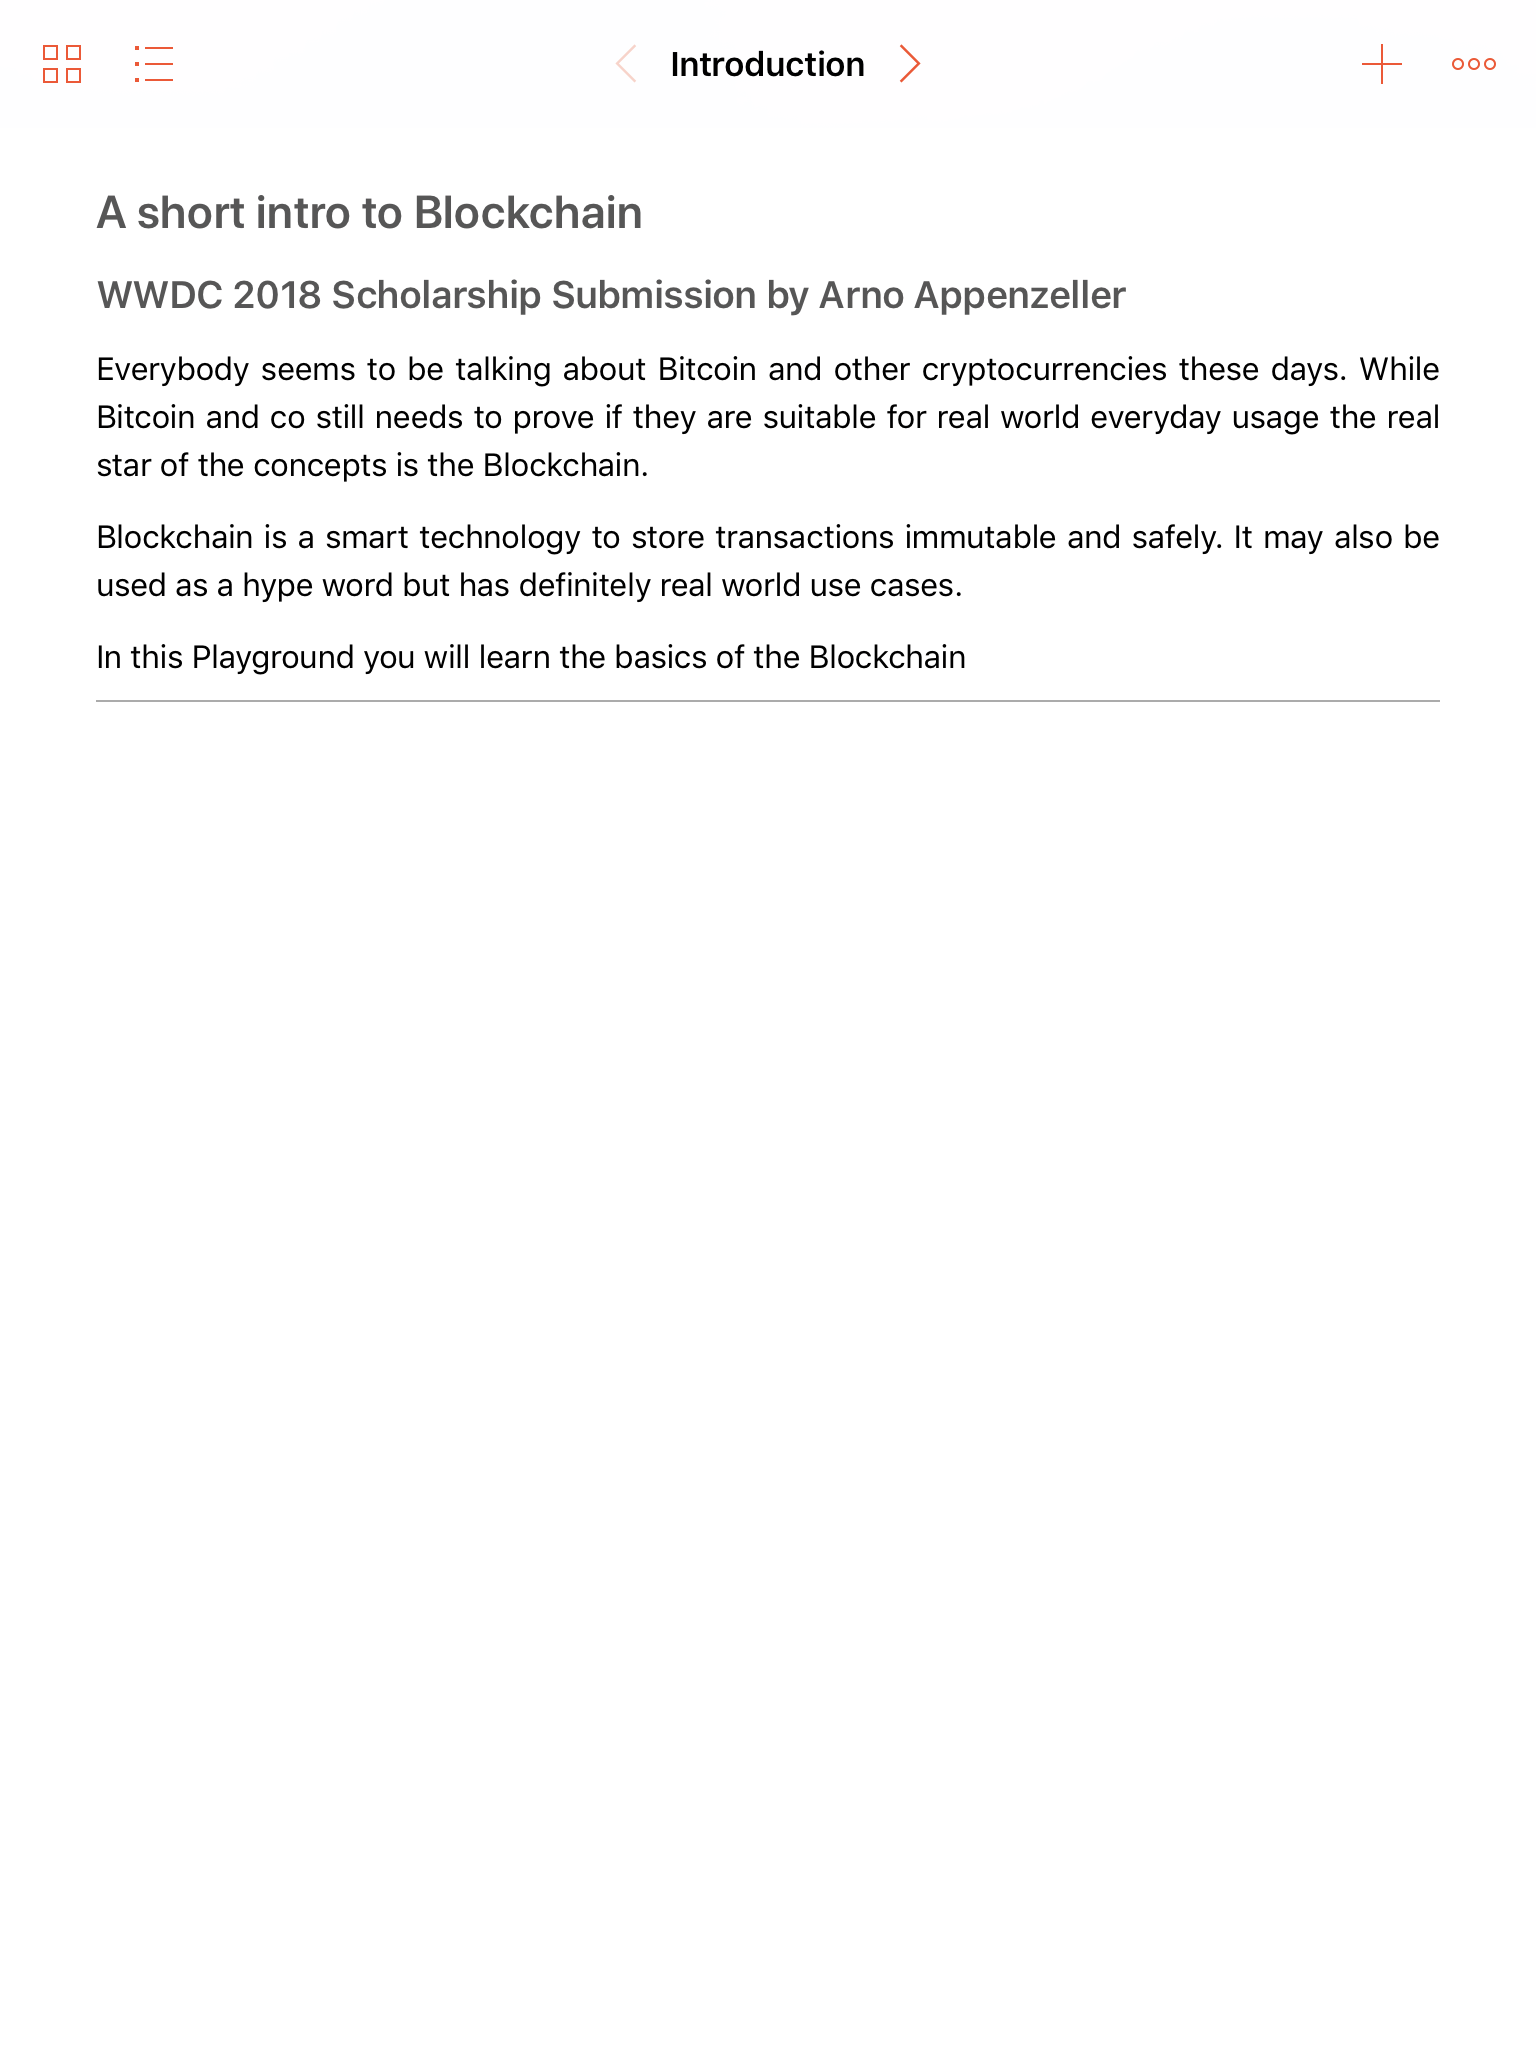 Introduction
A short intro to Blockchain
WWDC 2018 Scholarship Submission by Arno Appenzeller
Everybody seems to be talking about Bitcoin and other cryptocurrencies these days. While
Bitcoin and co still needs to prove if they are suitable for real world everyday usage the real
star of the concepts is the Blockchain.
Blockchain is a smart technology to store transactions immutable and safely. It may also be
used as a hype word but has definitely real world use cases.
In this Playground you will learn the basics of the Blockchain